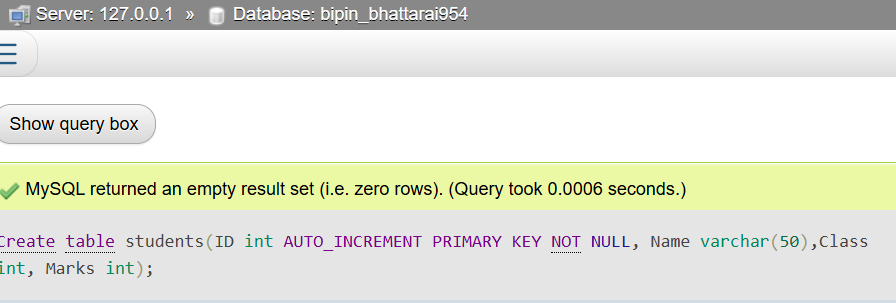 Server: 127.0.0.1 » Database: bipin_bhattarai954
Show query box
MySQL returned an empty result set (i.e. zero rows). (Query took 0.0006 seconds.)
Create table students(ID int AUTO_INCREMENT PRIMARY KEY NOT NULL, Name varchar(50),Class
int, Marks int);